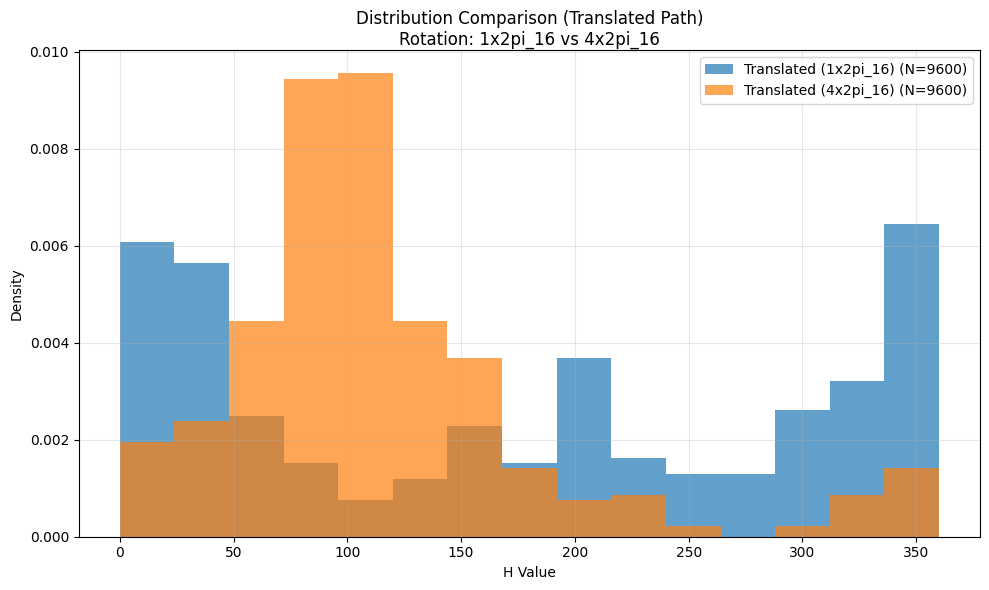 Distribution Comparison (Translated Path)
Rotation: 1x2pi_16 vs 4x2pi_16
Translated (1x2pi_16) (N=9600)
Translated (4x2pi_16) (N=9600)
Density
0.010
0.008
0.006
0.004
0.002
0.000
0 50 100 150 200 250 300 350
H Value